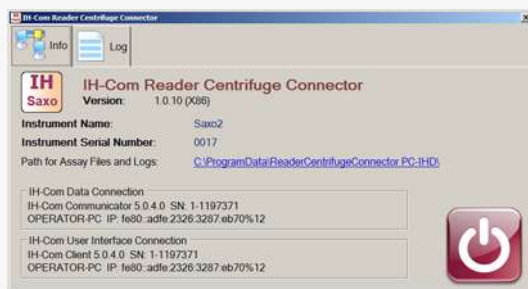 IH-Com Reader Centrifuge Connector
Info
Log
IH
Saxo
IH-Com Reader Centrifuge Connector
Version: 1.0.10 (X86)
Instrument Name: Saxo2
Instrument Serial Number: 0017
Path for Assay Files and Logs: C:\ProgramData\ReaderCentrifugeConnector.PC-IHD\
IH-Com Data Connection
IH-Com Communicator 5.0.4.0 SN: 1-1197371
OPERATOR-PC IP: fe80::adfe:2326:3287:eb70%12
IH-Com User Interface Connection
IH-Com Client 5.0.4.0 SN: 1-1197371
OPERATOR-PC IP: fe80::adfe:2326:3287:eb70%12